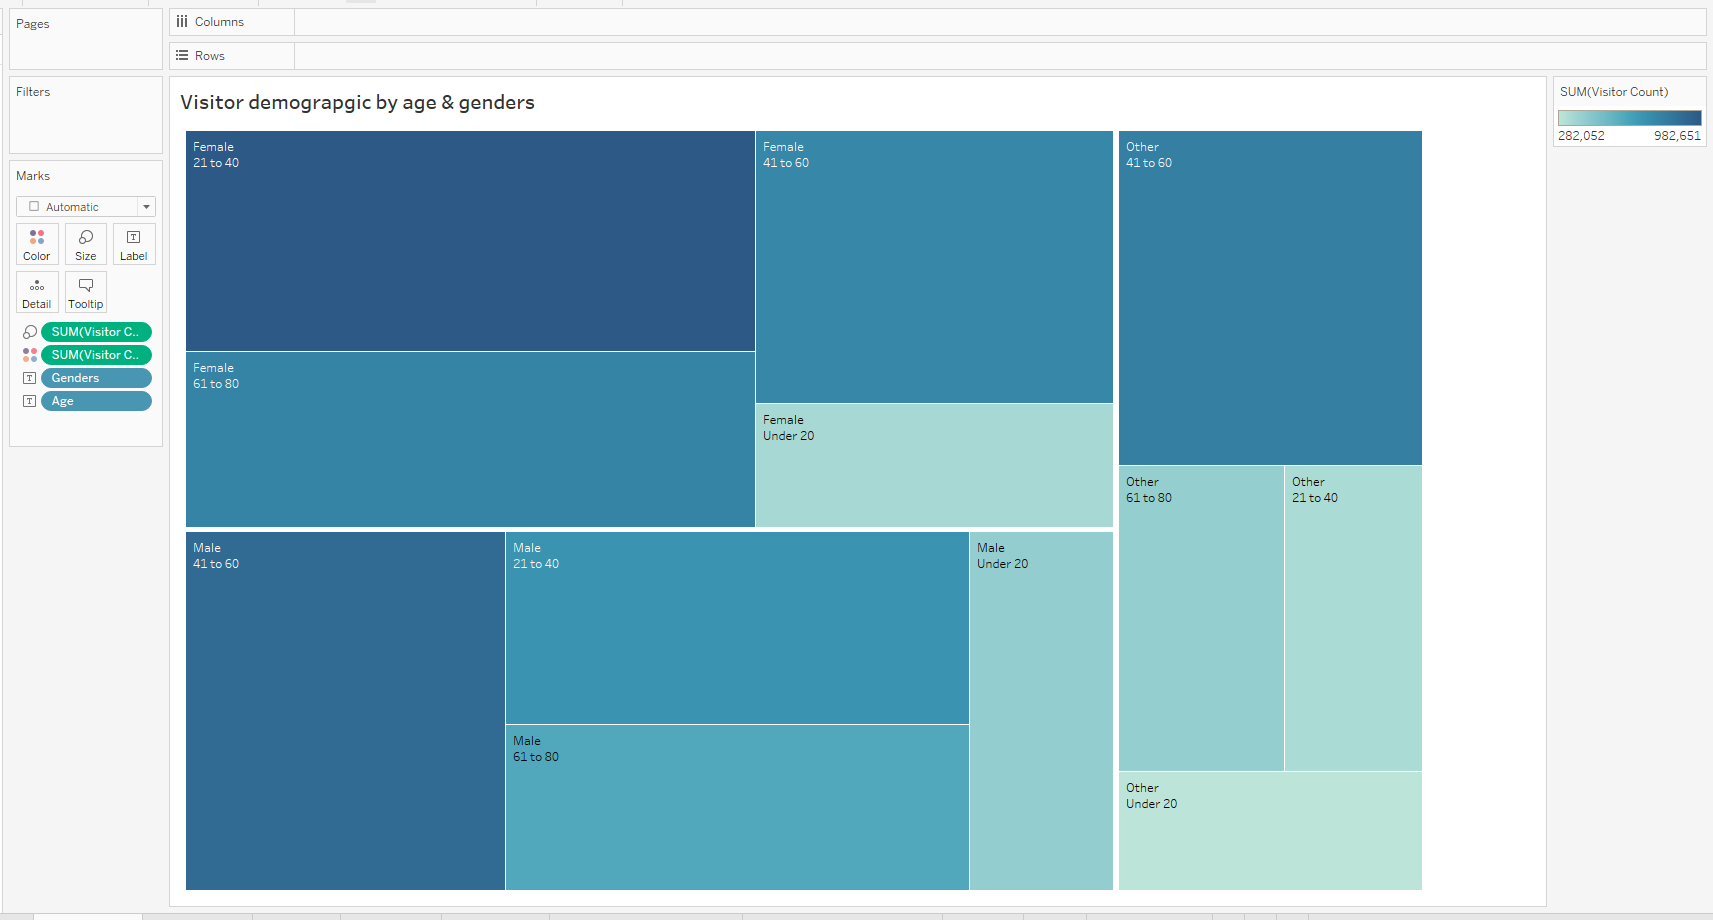 Pages
Columns
Rows
Filters
Marks
Automatic
Color
Size
Label
Detail
Tooltip
SUM(Visitor C..
SUM(Visitor C..
Genders
Age
Visitor demograpgic by age & genders
Female
21 to 40
Female
41 to 60
Other
41 to 60
Female
61 to 80
Female
Under 20
Other
61 to 80
Other
21 to 40
Male
41 to 60
Male
21 to 40
Male
Under 20
Male
61 to 80
Other
Under 20
SUM(Visitor Count)
282,052 982,651